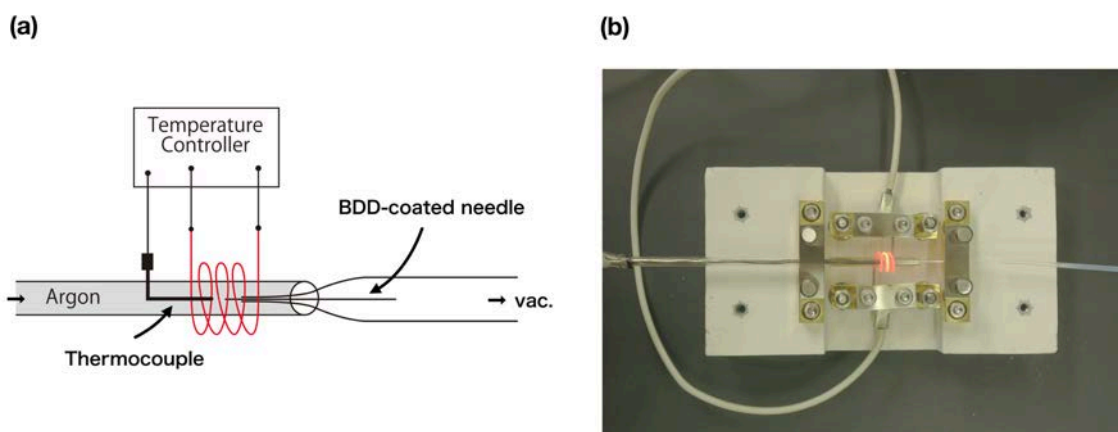 (a)
Temperature
Controller
BDD-coated needle
Argon
vac.
Thermocouple
(b)